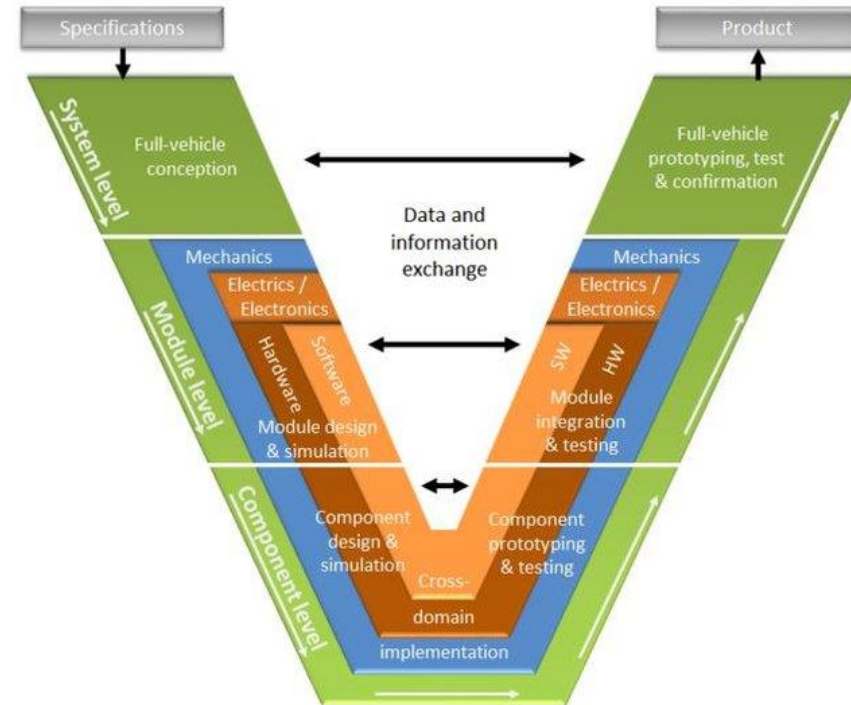 Specifications
Product
System level
Full-vehicle
conception
Full-vehicle
prototyping, test
& confirmation
Data and
information
exchange
Module level
Mechanics
Electrics /
Electronics
Hardware
Software
Module design
& simulation
Mechanics
Electrics /
Electronics
SW
HW
Module
integration
& testing
Component level
Component
design &
simulation
Component
prototyping
& testing
Cross-
domain
implementation